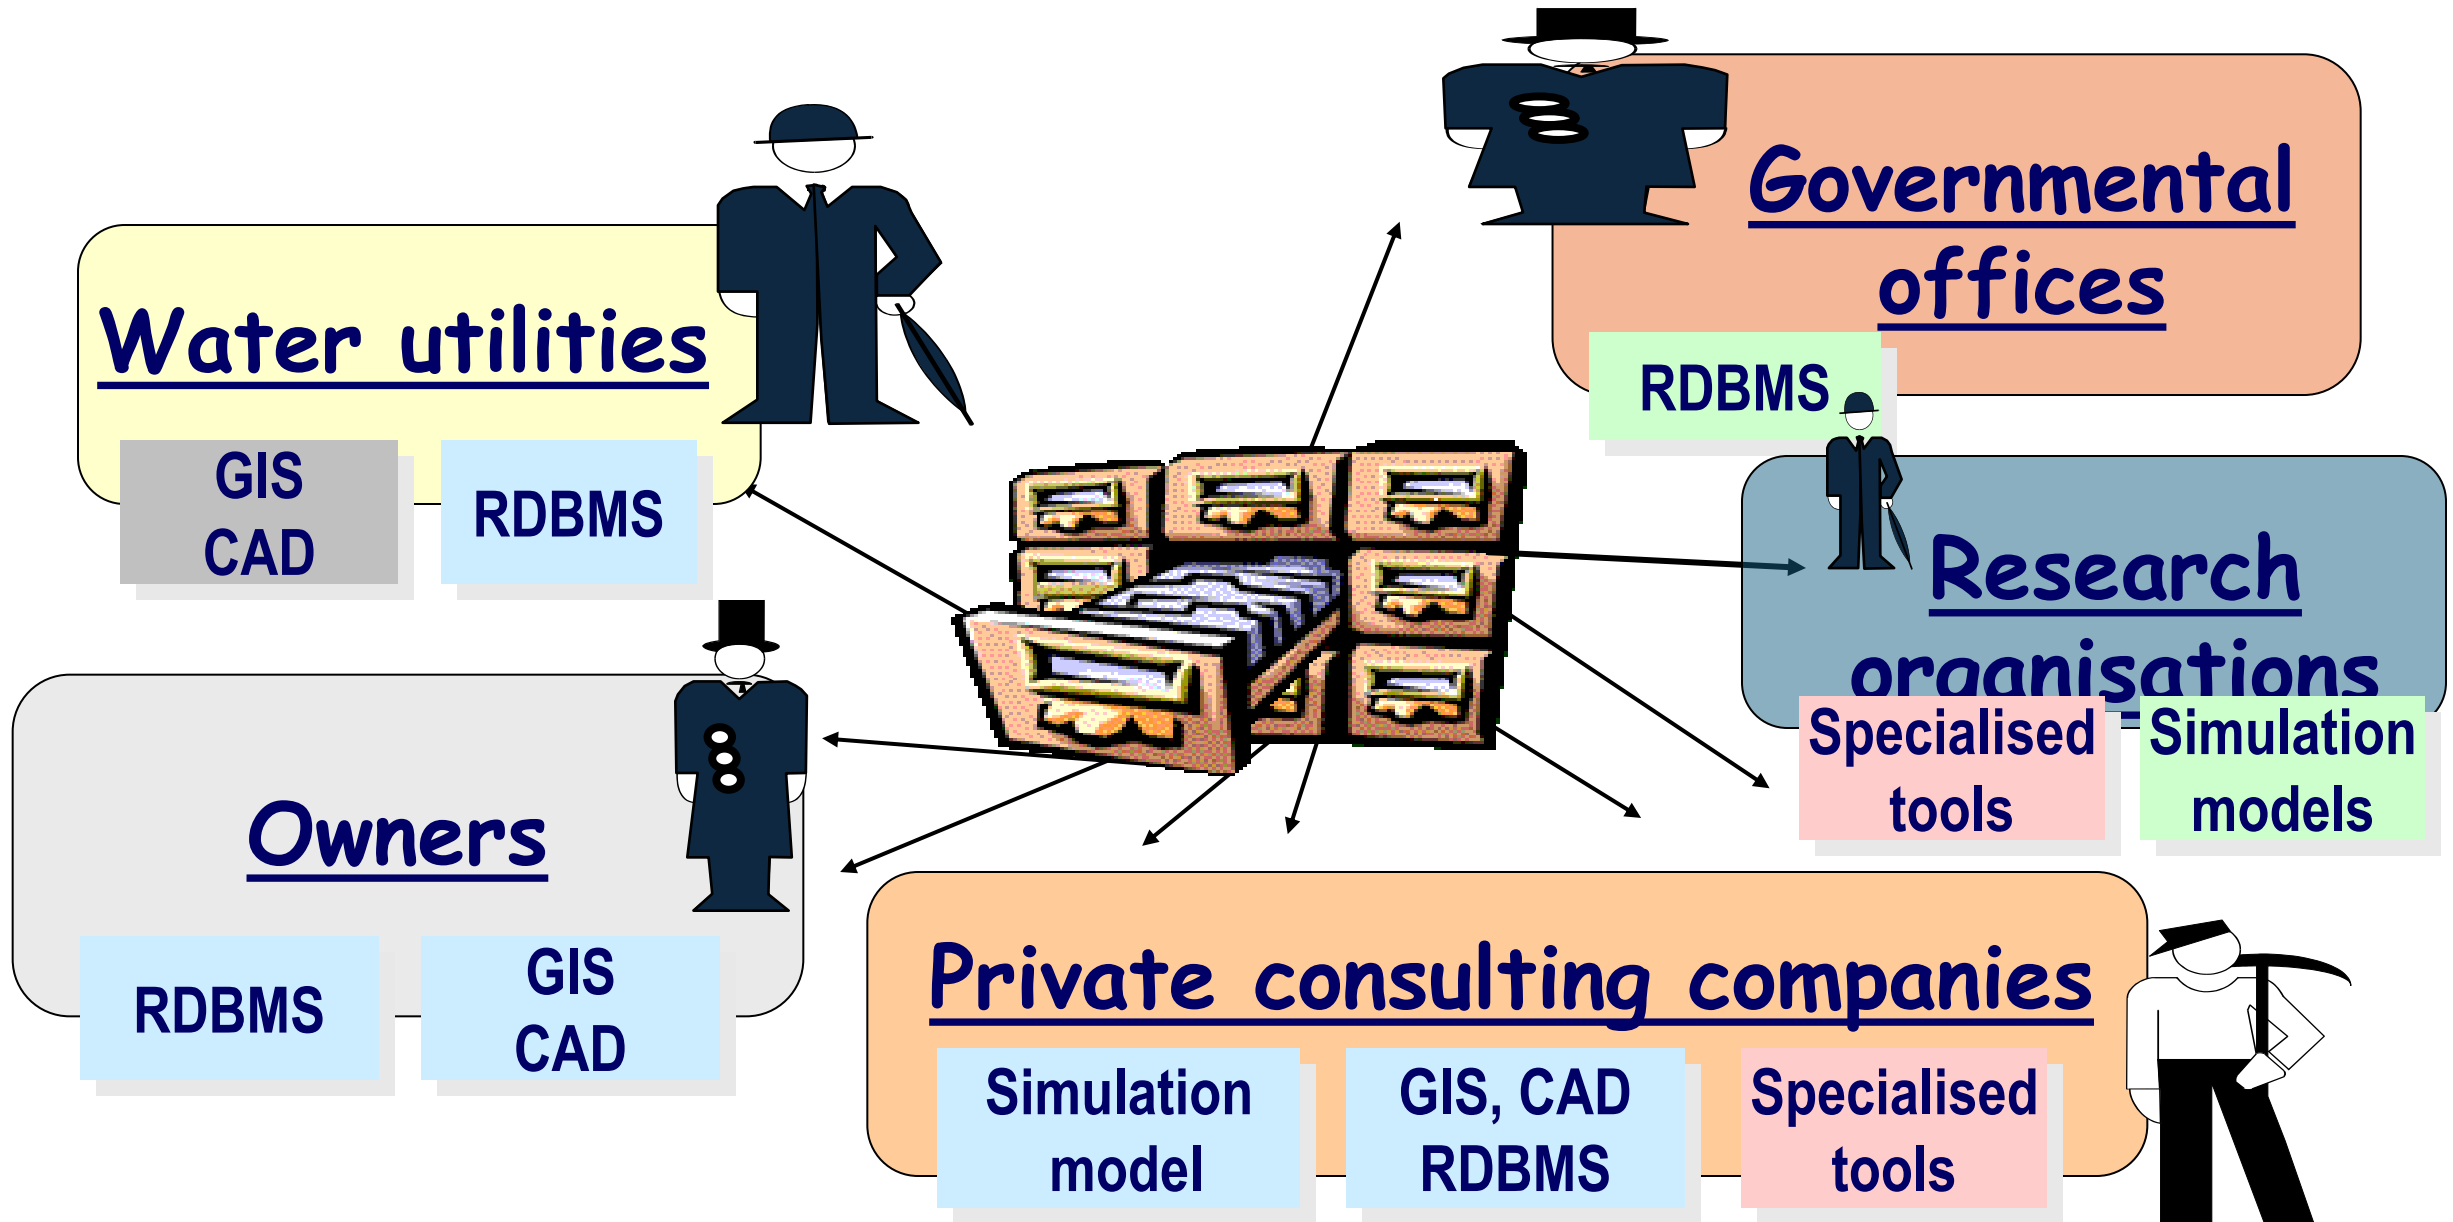 Governmental
offices
RDBMS
Water utilities
GIS
CAD
RDBMS
Research
organisations
Specialised
tools
Simulation
models
Owners
RDBMS
GIS
CAD
Private consulting companies
Simulation
model
GIS, CAD
RDBMS
Specialised
tools